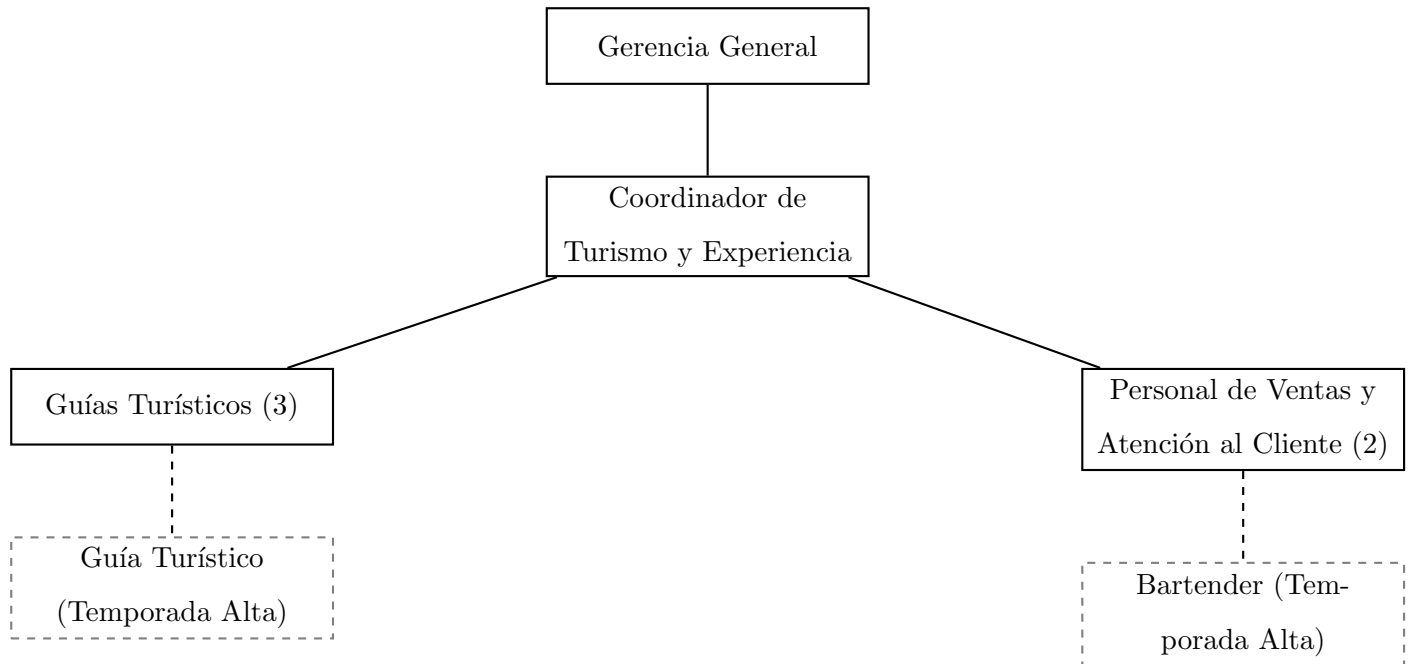 Gerencia General
Coordinador de
Turismo y Experiencia
Guías Turísticos (3)
Personal de Ventas y
Atención al Cliente (2)
Guía Turístico
(Temporada Alta)
Bartender (Tem-
porada Alta)